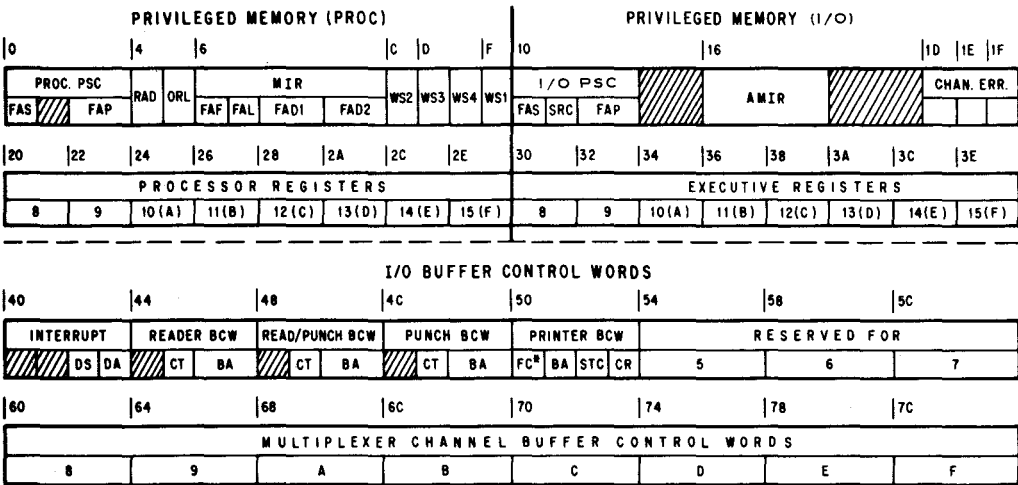 PRIVILEGED MEMORY (PROC) PRIVILEGED MEMORY (I/O)
0 4 6 C D F 10 16 1D 1E 1F
PROC. PSC RAD ORL MIR WS2 WS3 WS4 WS1 I/O PSC AMIR CHAN. ERR.
FAS FAP FAF FAL FAD1 FAD2 FAS SRC FAP
20 22 24 26 28 2A 2C 2E 30 32 34 36 38 3A 3C 3E
PROCESSOR REGISTERS EXECUTIVE REGISTERS
8 9 10(A) 11(B) 12(C) 13(D) 14(E) 15(F) 8 9 10(A) 11(B) 12(C) 13(D) 14(E) 15(F)
I/O BUFFER CONTROL WORDS
40 44 48 4C 50 54 58 5C
INTERRUPT READER BCW READ/PUNCH BCW PUNCH BCW PRINTER BCW RESERVED FOR
DS DA CT BA CT BA CT BA FC* BA STC CR 5 6 7
60 64 68 6C 70 74 78 7C
MULTIPLEXER CHANNEL BUFFER CONTROL WORDS
8 9 A B C D E F